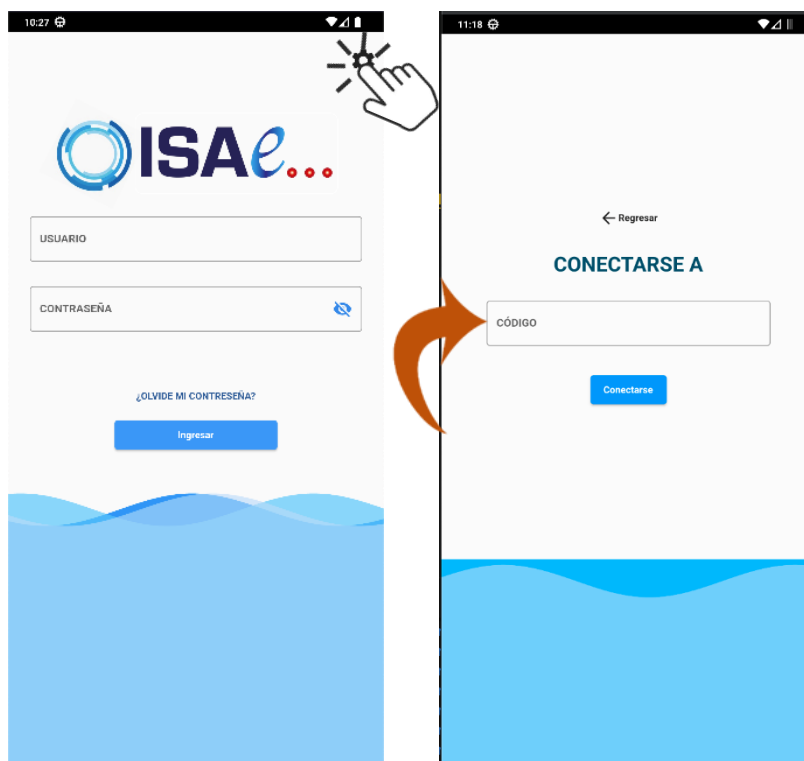 10:27
ISAe...
USUARIO
CONTRASEÑA
¿OLVIDE MI CONTRESEÑA?
Ingresar
11:18
Regresar
CONECTARSE A
CÓDIGO
Conectarse